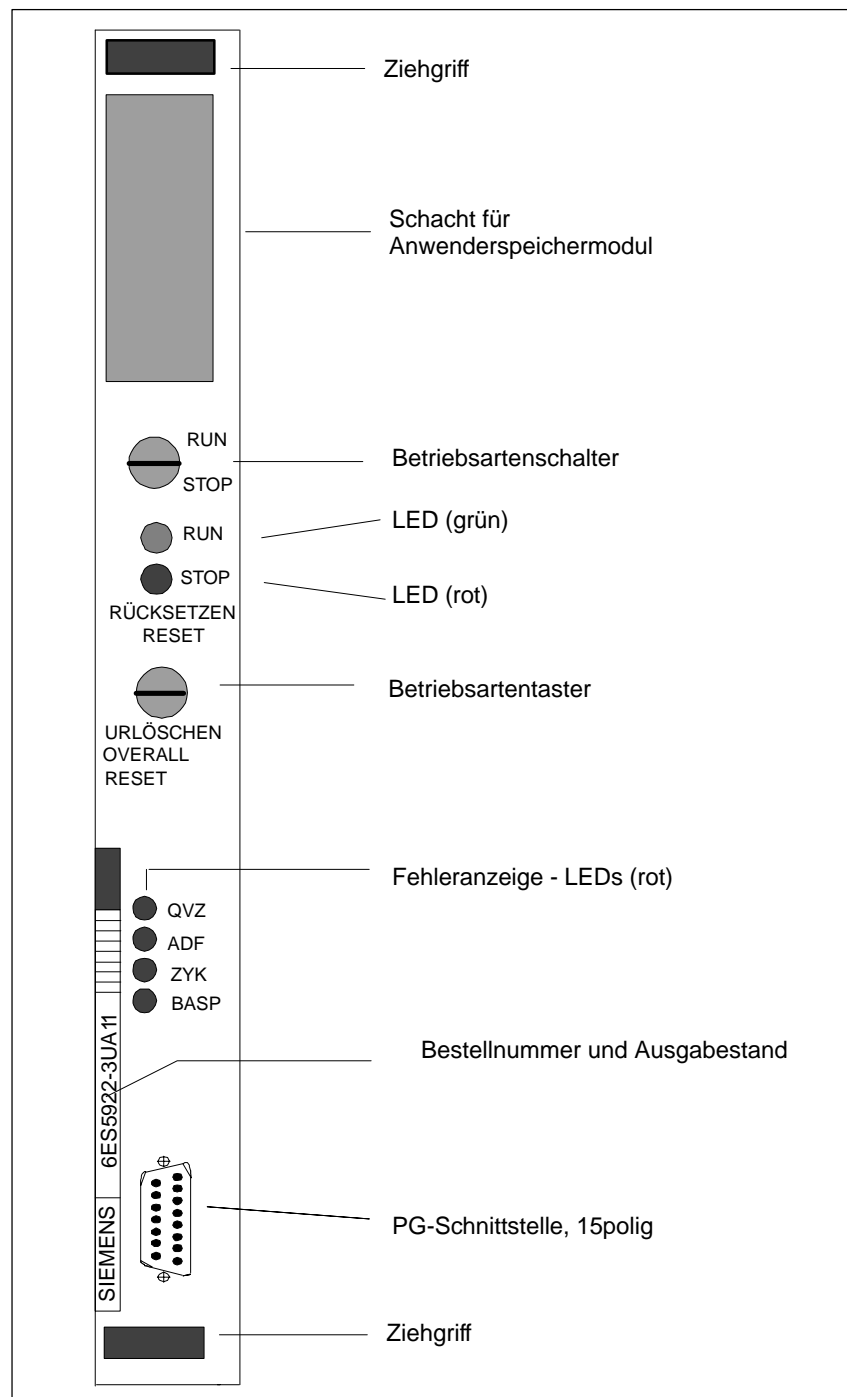 Ziehgriff
Schacht für
Anwenderspeichermodul
RUN
STOP
Betriebsartenschalter
RUN
LED (grün)
STOP
LED (rot)
RÜCKSETZEN
RESET
Betriebsartentaster
URLÖSCHEN
OVERALL
RESET
Fehleranzeige - LEDs (rot)
QVZ
ADF
ZYK
BASP
6ES5922-3UA11
Bestellnummer und Ausgabestand
SIEMENS
PG-Schnittstelle, 15polig
Ziehgriff